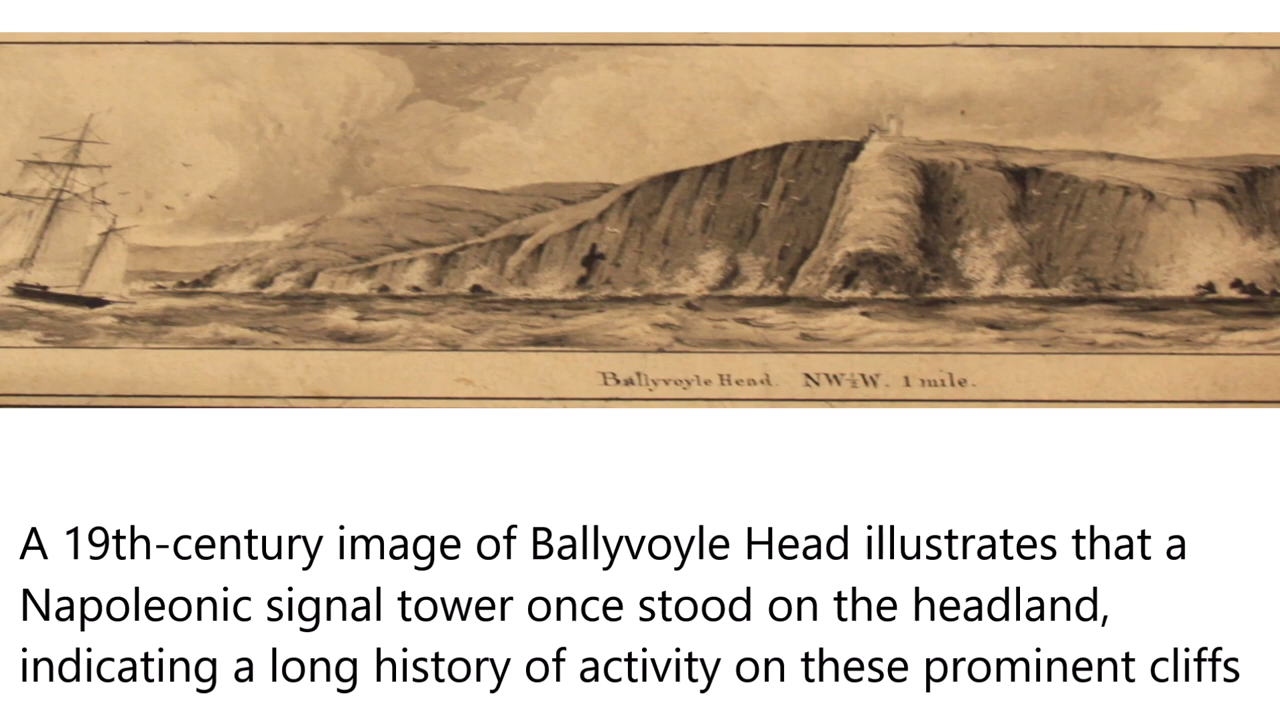 Ballyvoyle Head. NW½W. 1 mile.
A 19th-century image of Ballyvoyle Head illustrates that a
Napoleonic signal tower once stood on the headland,
indicating a long history of activity on these prominent cliffs